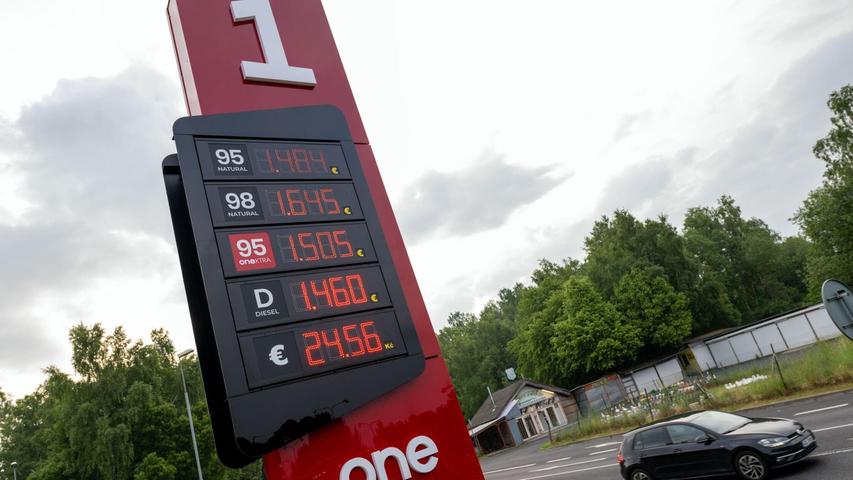 1
95 1.484 €
NATURAL
98 1.645 €
NATURAL
95 1.505 €
oneXTRA
D 1.460 €
DIESEL
€ 24.56 Kč
one